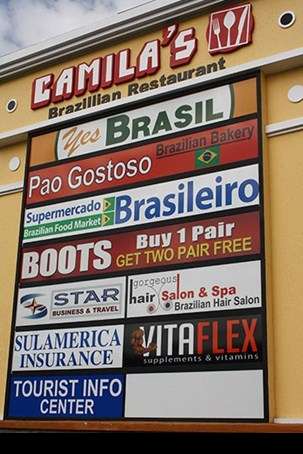 CAMILA'S
Brazilian Restaurant
Yes BRASIL
Brazilian Bakery
Pao Gostoso
Supermercado
Brazilian Food Market
Brasileiro
BOOTS Buy 1 Pair
GET TWO PAIR FREE
STAR
BUSINESS & TRAVEL
gorgeous
hair Salon & Spa
Brazilian Hair Salon
SULAMERICA
INSURANCE
VITAFLEX
supplements & vitamins
TOURIST INFO
CENTER